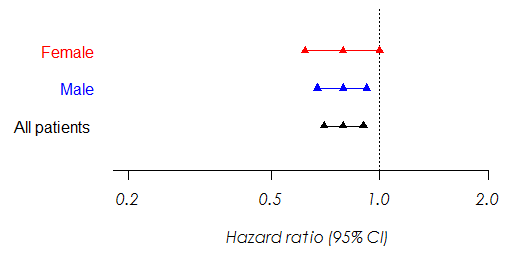 Female
Male
All patients
0.2 0.5 1.0 2.0
Hazard ratio (95% CI)